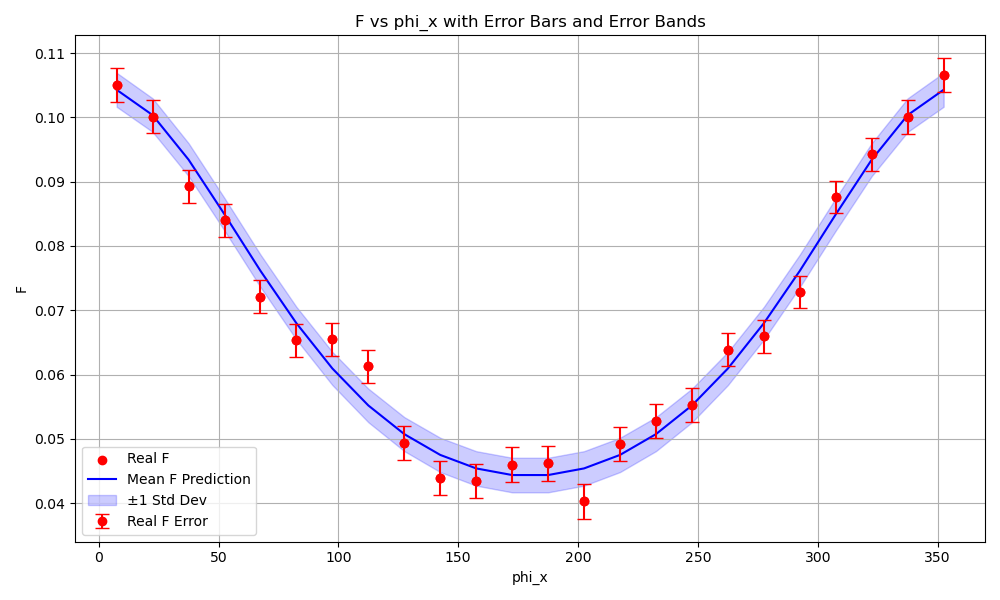 F vs phi_x with Error Bars and Error Bands
0.11
0.10
0.09
0.08
0.07
0.06
0.05
0.04
F
Real F
Mean F Prediction
±1 Std Dev
Real F Error
0 50 100 150 200 250 300 350
phi_x